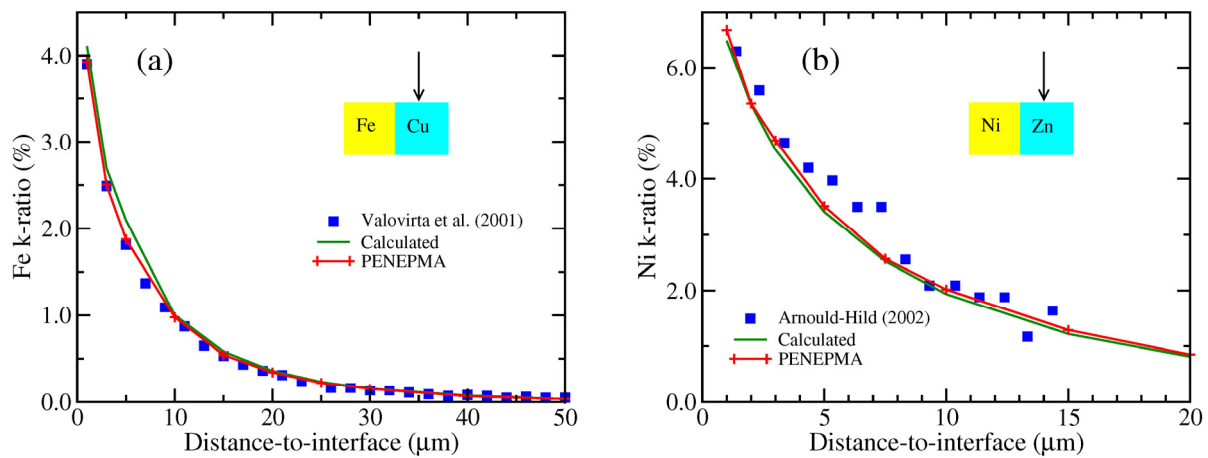 (a)
Fe k-ratio (%)
4.0
3.0
2.0
1.0
0.0
Fe
Cu
Valovirta et al. (2001)
Calculated
PENEPMA
0
10
20
30
40
50
Distance-to-interface (μm)
(b)
Ni k-ratio (%)
6.0
4.0
2.0
0.0
Ni
Zn
Arnould-Hild (2002)
Calculated
PENEPMA
0
5
10
15
20
Distance-to-interface (μm)